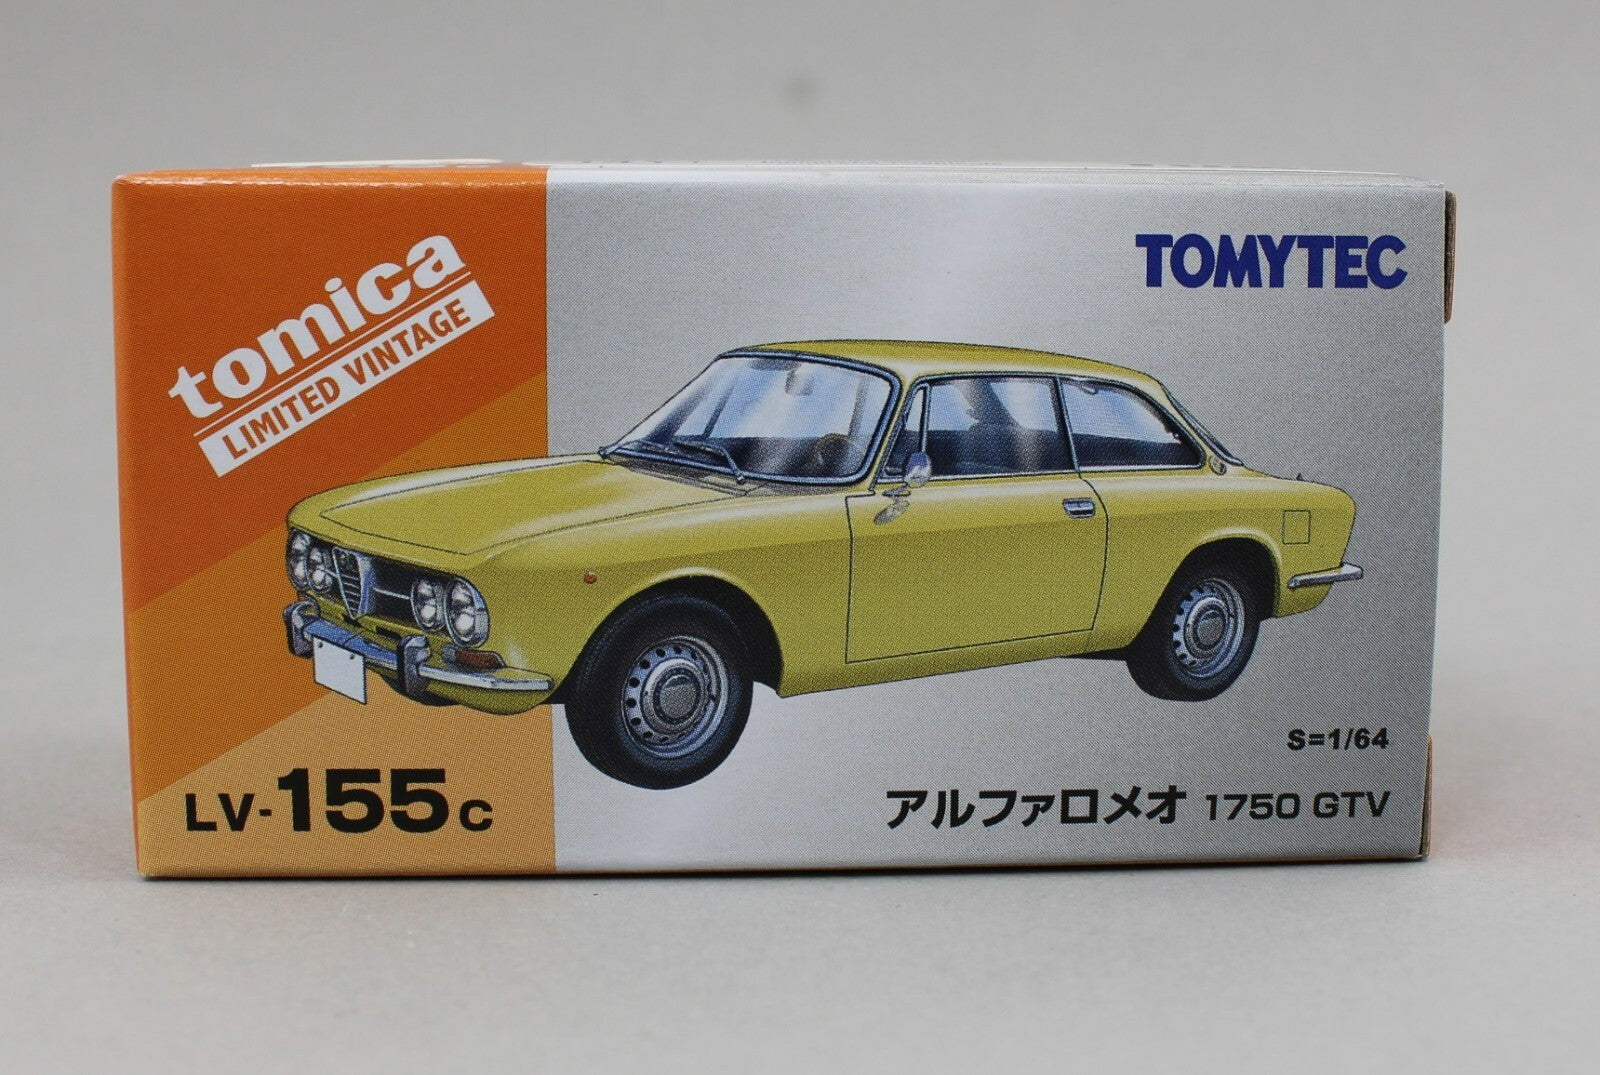 tomica
LIMITED VINTAGE
TOMYTEC
S=1/64
LV-155c
アルファロメオ 1750 GTV